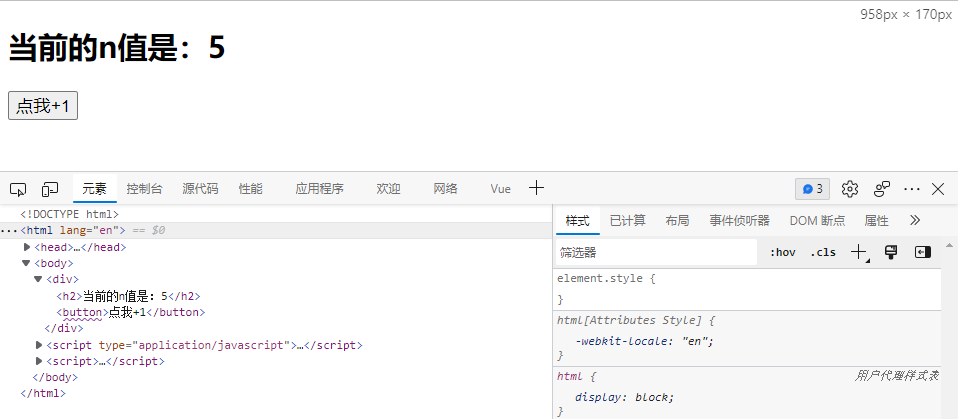 958px × 170px
当前的n值是：5
点我+1
元素 控制台 源代码 性能 应用程序 欢迎 网络 Vue 3
<!DOCTYPE html>
<html lang="en"> == $0
<head>…</head>
<body>
<div>
<h2>当前的n值是：5</h2>
<button>点我+1</button>
</div>
<script type="application/javascript">…</script>
<script>…</script>
</body>
</html>
样式 已计算 布局 事件侦听器 DOM 断点 属性
筛选器 :hov .cls
element.style {
}
html[Attributes Style] {
-webkit-locale: "en";
}
html { 用户代理样式表
display: block;
}